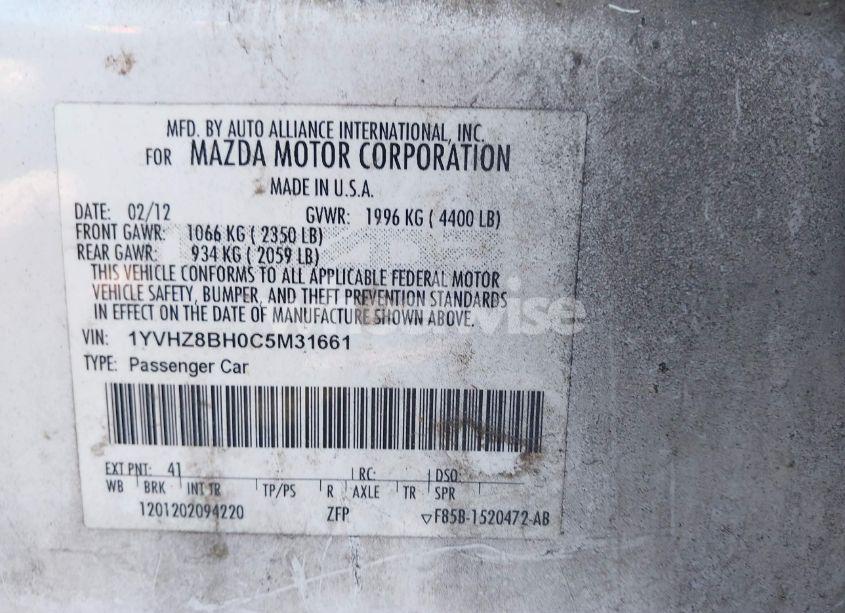 MFD. BY AUTO ALLIANCE INTERNATIONAL, INC.
FOR MAZDA MOTOR CORPORATION
MADE IN U.S.A.
DATE: 02/12 GVWR: 1996 KG ( 4400 LB)
FRONT GAWR: 1066 KG ( 2350 LB)
REAR GAWR: 934 KG ( 2059 LB)
THIS VEHICLE CONFORMS TO ALL APPLICABLE FEDERAL MOTOR
VEHICLE SAFETY, BUMPER, AND THEFT PREVENTION STANDARDS
IN EFFECT ON THE DATE OF MANUFACTURE SHOWN ABOVE.
VIN: 1YVHZ8BH0C5M31661
TYPE: Passenger Car
EXT PNT: 41 RC: DSO:
WB BRK INT TR TP/PS R AXLE TR SPR
1201202094220 ZFP F85B-1520472-AB